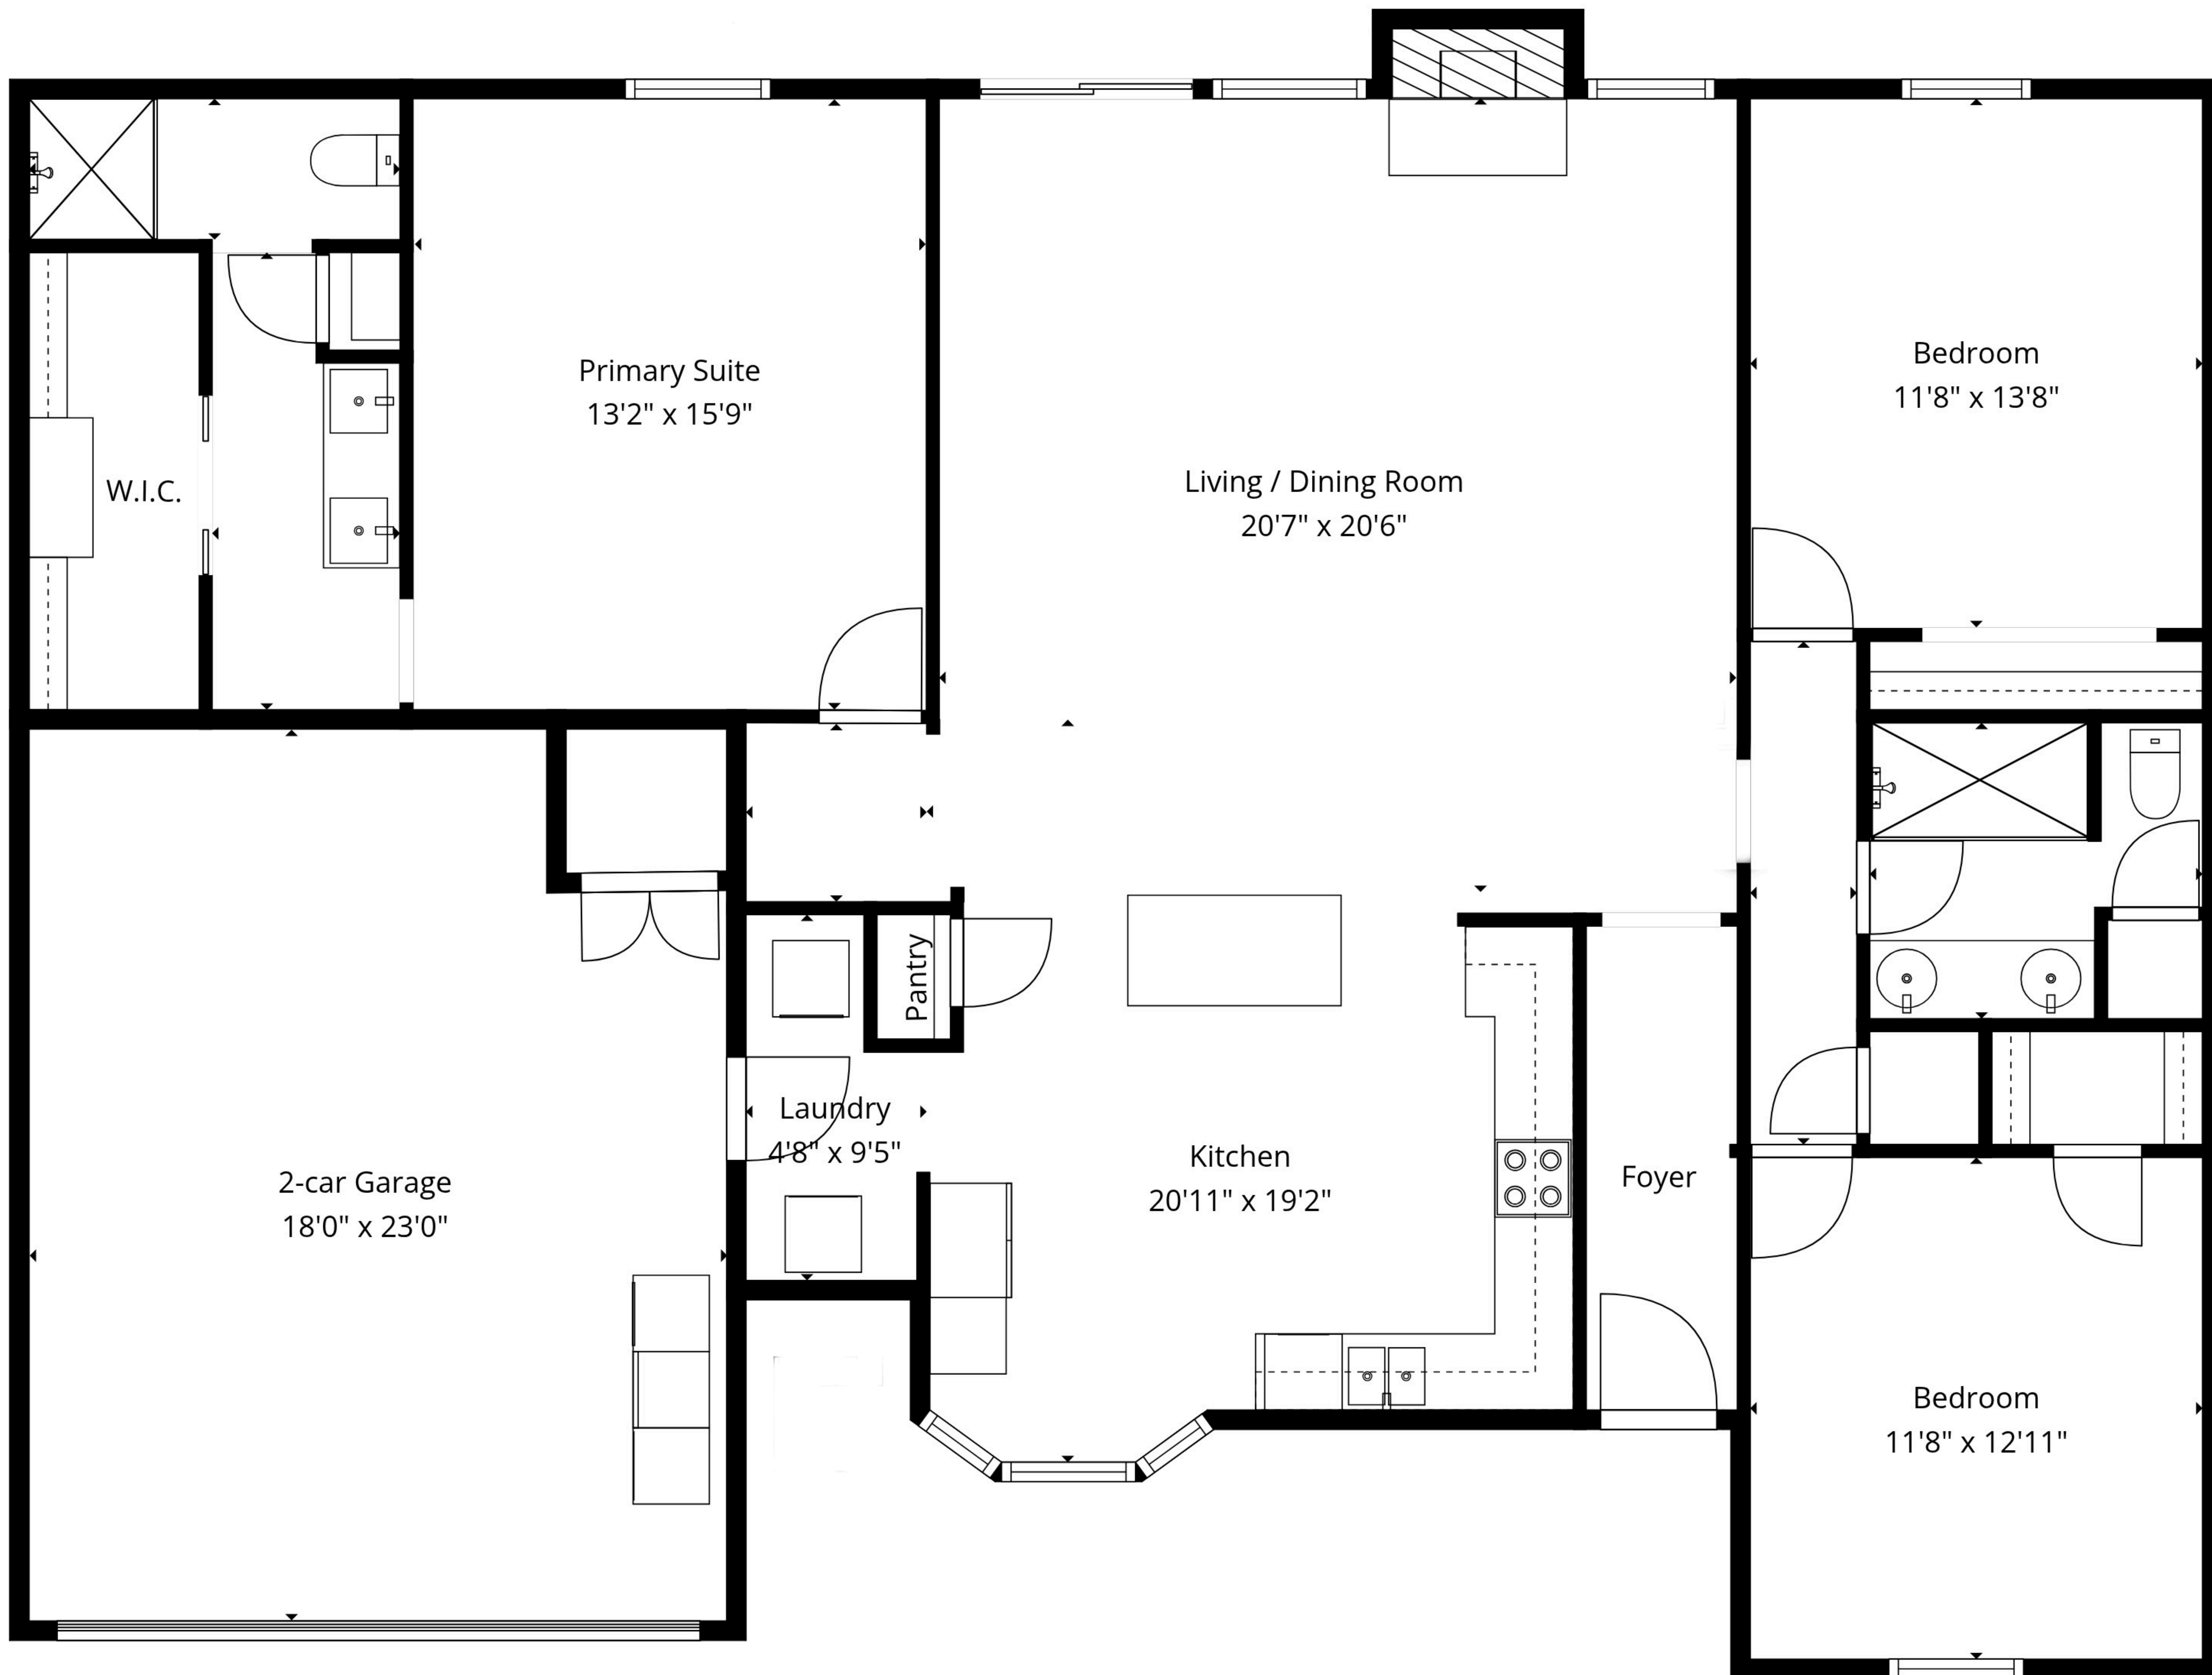 Primary Suite
13'2" x 15'9"
Bedroom
11'8" x 13'8"
W.I.C.
Living / Dining Room
20'7" x 20'6"
Pantry
Laundry
4'8" x 9'5"
2-car Garage
18'0" x 23'0"
Kitchen
20'11" x 19'2"
Foyer
Bedroom
11'8" x 12'11"